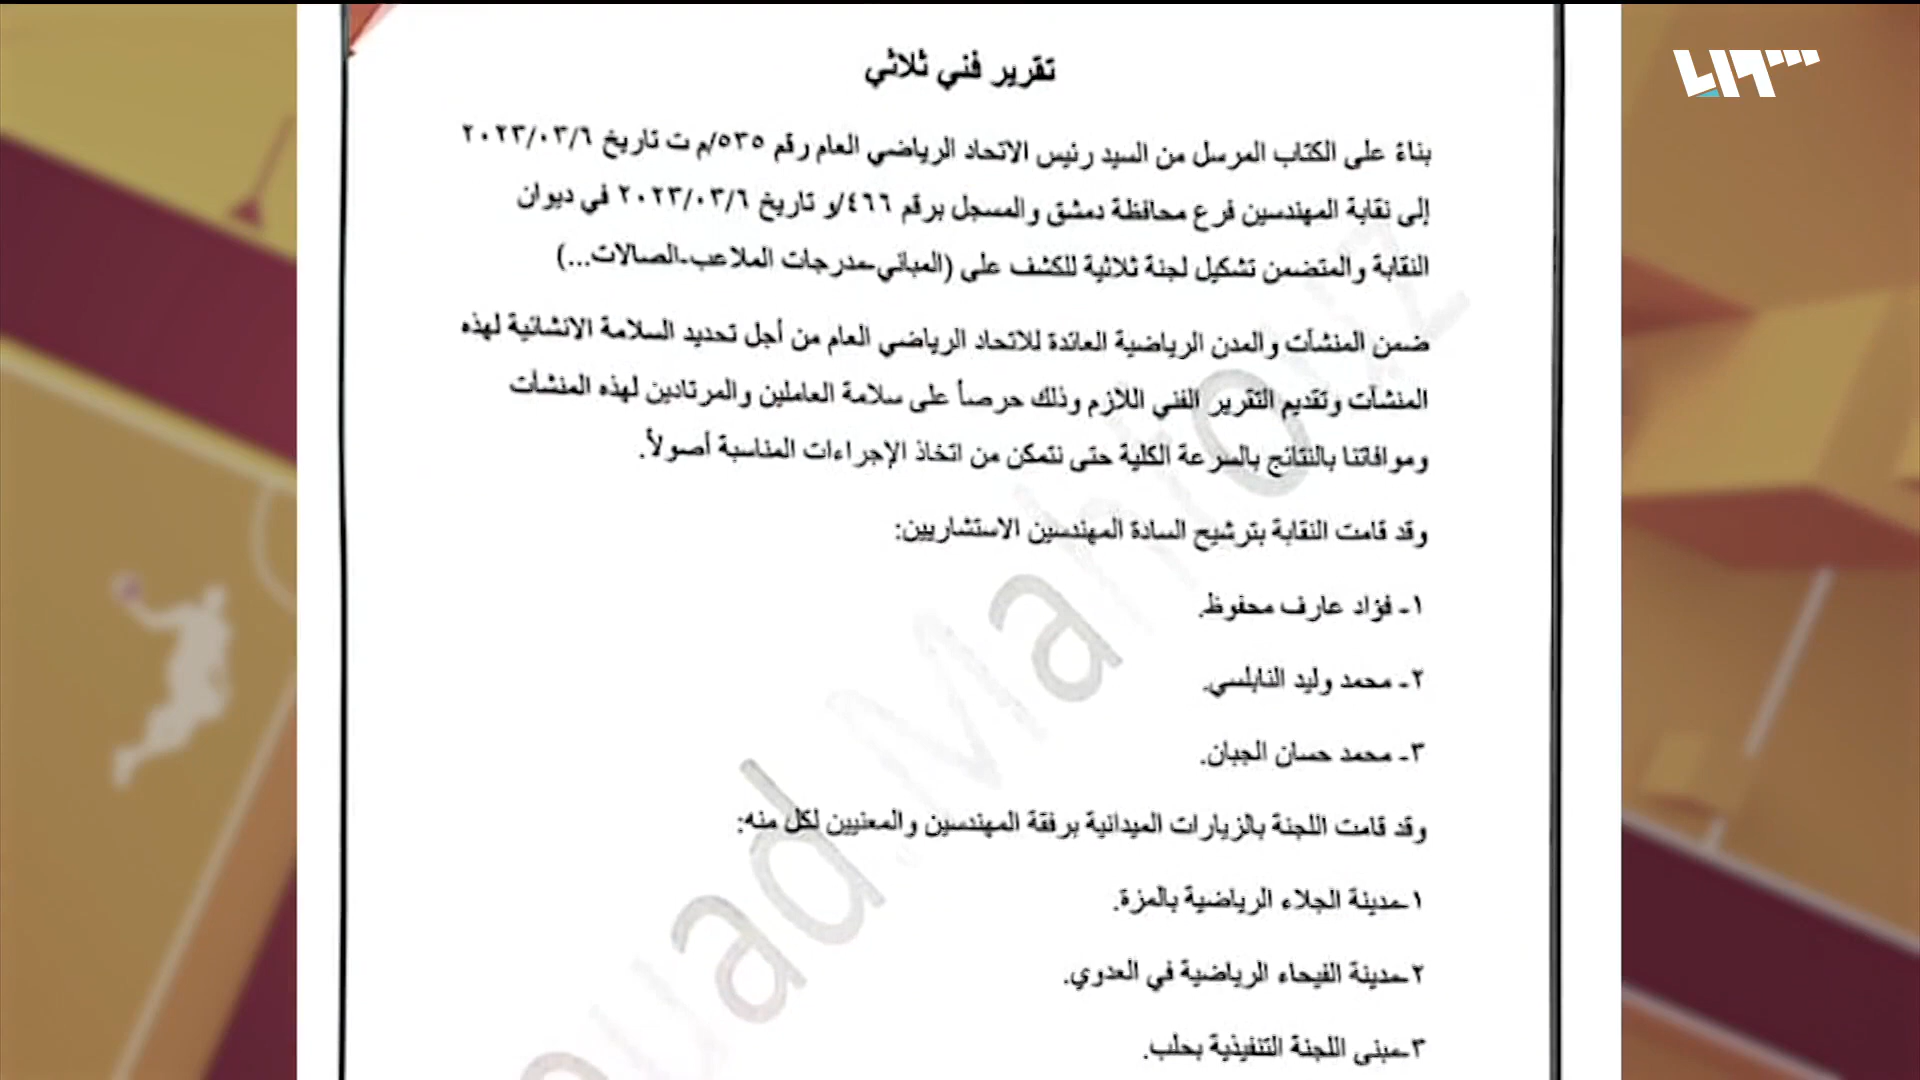 تقرير فني ثلاثي
بناءً على الكتاب المرسل من السيد رئيس الاتحاد الرياضي العام رقم ٥٣٥/م ت تاريخ ٢٠٢٣/٠٣/٦
إلى نقابة المهندسين فرع محافظة دمشق والمسجل برقم ٤٦٦/و تاريخ ٢٠٢٣/٠٣/٦ في ديوان
النقابة والمتضمن تشكيل لجنة ثلاثية للكشف على (المباني-مدرجات الملاعب-الصالات...)
ضمن المنشآت والمدن الرياضية العائدة للاتحاد الرياضي العام من أجل تحديد السلامة الانشائية لهذه
المنشآت وتقديم التقرير الفني اللازم وذلك حرصاً على سلامة العاملين والمرتادين لهذه المنشآت
وموافاتنا بالنتائج بالسرعة الكلية حتى نتمكن من اتخاذ الإجراءات المناسبة أصولاً.
وقد قامت النقابة بترشيح السادة المهندسين الاستشاريين:
١- فؤاد عارف محفوظ.
٢- محمد وليد النابلسي.
٣- محمد حسان الجبان.
وقد قامت اللجنة بالزيارات الميدانية برفقة المهندسين والمعنيين لكل منه:
١-مدينة الجلاء الرياضية بالمزة.
٢-مدينة الفيحاء الرياضية في العدوي.
٣-مبنى اللجنة التنفيذية بحلب.